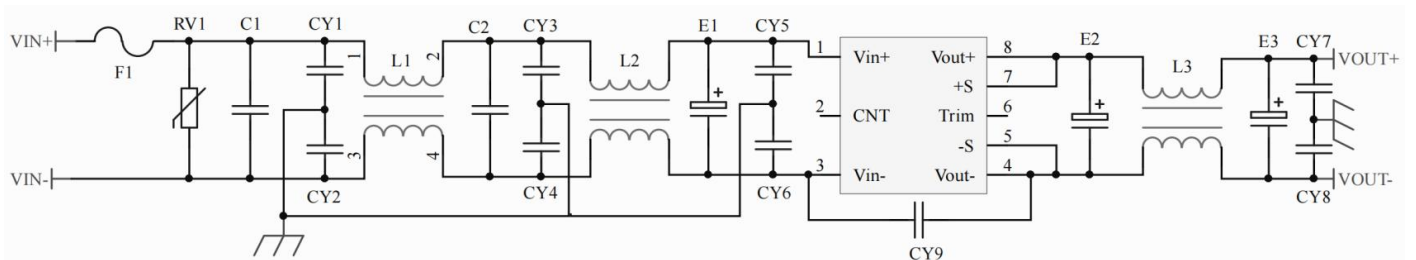 VIN+
F1
RV1
C1
CY1
1
L1
2
C2
CY3
L2
E1
CY5
+
1
Vin+
Vout+
8
+S
7
2
CNT
Trim
6
-S
5
3
Vin-
Vout-
4
E2
+
L3
E3
+
CY7
VOUT+
VIN-
CY2
3
4
CY4
CY6
CY9
CY8
VOUT-